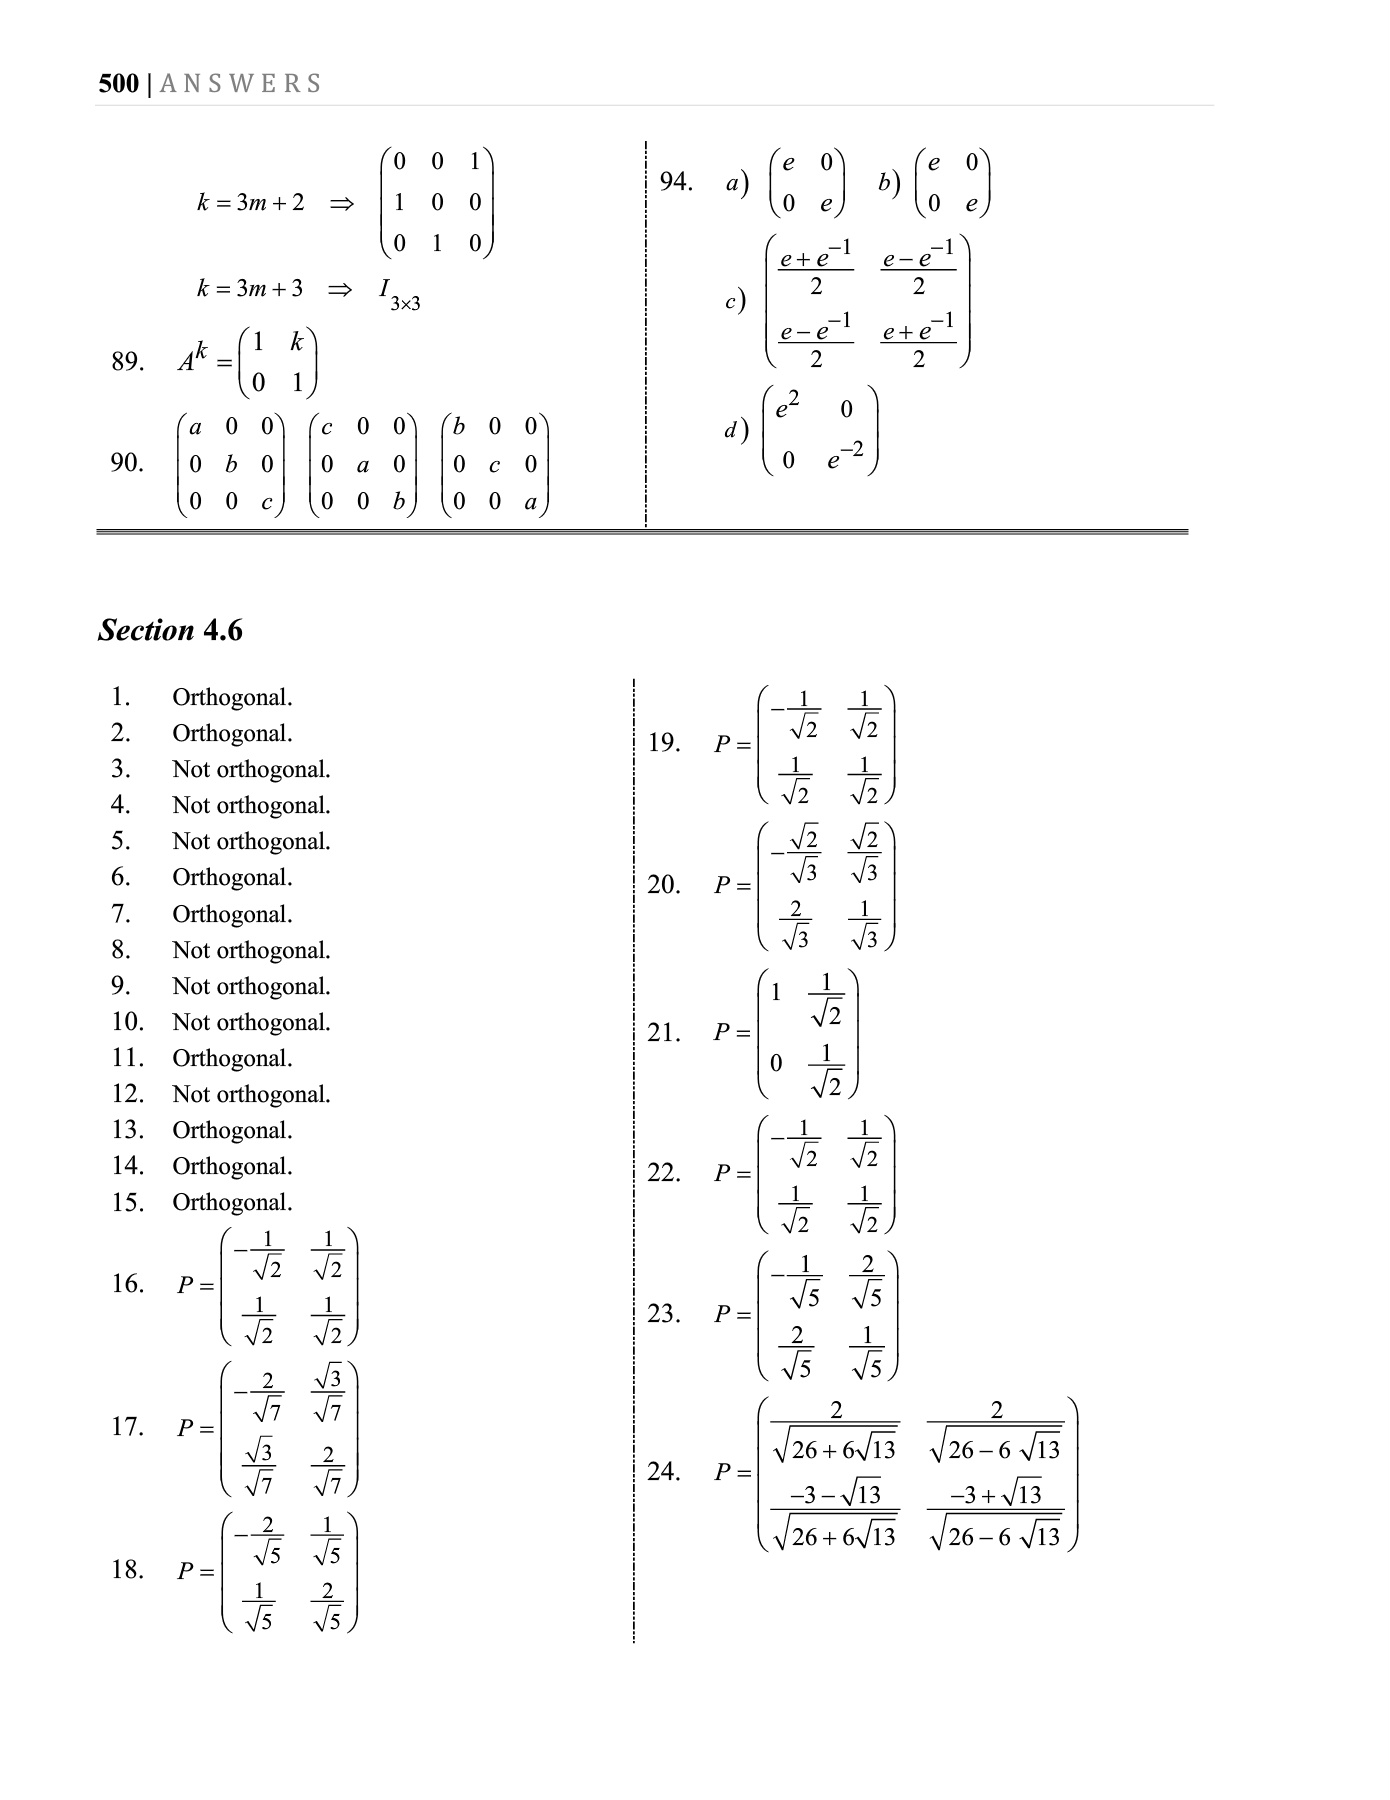 500 | ANSWERS
k = 3m + 2 ⇒ \begin{pmatrix} 0 & 0 & 1 \\ 1 & 0 & 0 \\ 0 & 1 & 0 \end{pmatrix}
k = 3m + 3 ⇒ I_{3×3}
89. A^k = \begin{pmatrix} 1 & k \\ 0 & 1 \end{pmatrix}
90. \begin{pmatrix} a & 0 & 0 \\ 0 & b & 0 \\ 0 & 0 & c \end{pmatrix} \begin{pmatrix} c & 0 & 0 \\ 0 & a & 0 \\ 0 & 0 & b \end{pmatrix} \begin{pmatrix} b & 0 & 0 \\ 0 & c & 0 \\ 0 & 0 & a \end{pmatrix}
94. a) \begin{pmatrix} e & 0 \\ 0 & e \end{pmatrix} b) \begin{pmatrix} e & 0 \\ 0 & e \end{pmatrix}
c) \begin{pmatrix} \frac{e+e^{-1}}{2} & \frac{e-e^{-1}}{2} \\ \frac{e-e^{-1}}{2} & \frac{e+e^{-1}}{2} \end{pmatrix}
d) \begin{pmatrix} e^2 & 0 \\ 0 & e^{-2} \end{pmatrix}
Section 4.6
1. Orthogonal.
2. Orthogonal.
3. Not orthogonal.
4. Not orthogonal.
5. Not orthogonal.
6. Orthogonal.
7. Orthogonal.
8. Not orthogonal.
9. Not orthogonal.
10. Not orthogonal.
11. Orthogonal.
12. Not orthogonal.
13. Orthogonal.
14. Orthogonal.
15. Orthogonal.
16. P = \begin{pmatrix} -\frac{1}{\sqrt{2}} & \frac{1}{\sqrt{2}} \\ \frac{1}{\sqrt{2}} & \frac{1}{\sqrt{2}} \end{pmatrix}
17. P = \begin{pmatrix} -\frac{2}{\sqrt{7}} & \frac{\sqrt{3}}{\sqrt{7}} \\ \frac{\sqrt{3}}{\sqrt{7}} & \frac{2}{\sqrt{7}} \end{pmatrix}
18. P = \begin{pmatrix} -\frac{2}{\sqrt{5}} & \frac{1}{\sqrt{5}} \\ \frac{1}{\sqrt{5}} & \frac{2}{\sqrt{5}} \end{pmatrix}
19. P = \begin{pmatrix} -\frac{1}{\sqrt{2}} & \frac{1}{\sqrt{2}} \\ \frac{1}{\sqrt{2}} & \frac{1}{\sqrt{2}} \end{pmatrix}
20. P = \begin{pmatrix} -\frac{\sqrt{2}}{\sqrt{3}} & \frac{\sqrt{2}}{\sqrt{3}} \\ \frac{2}{\sqrt{3}} & \frac{1}{\sqrt{3}} \end{pmatrix}
21. P = \begin{pmatrix} 1 & \frac{1}{\sqrt{2}} \\ 0 & \frac{1}{\sqrt{2}} \end{pmatrix}
22. P = \begin{pmatrix} -\frac{1}{\sqrt{2}} & \frac{1}{\sqrt{2}} \\ \frac{1}{\sqrt{2}} & \frac{1}{\sqrt{2}} \end{pmatrix}
23. P = \begin{pmatrix} -\frac{1}{\sqrt{5}} & \frac{2}{\sqrt{5}} \\ \frac{2}{\sqrt{5}} & \frac{1}{\sqrt{5}} \end{pmatrix}
24. P = \begin{pmatrix} \frac{2}{\sqrt{26+6\sqrt{13}}} & \frac{2}{\sqrt{26-6\sqrt{13}}} \\ \frac{-3-\sqrt{13}}{\sqrt{26+6\sqrt{13}}} & \frac{-3+\sqrt{13}}{\sqrt{26-6\sqrt{13}}} \end{pmatrix}